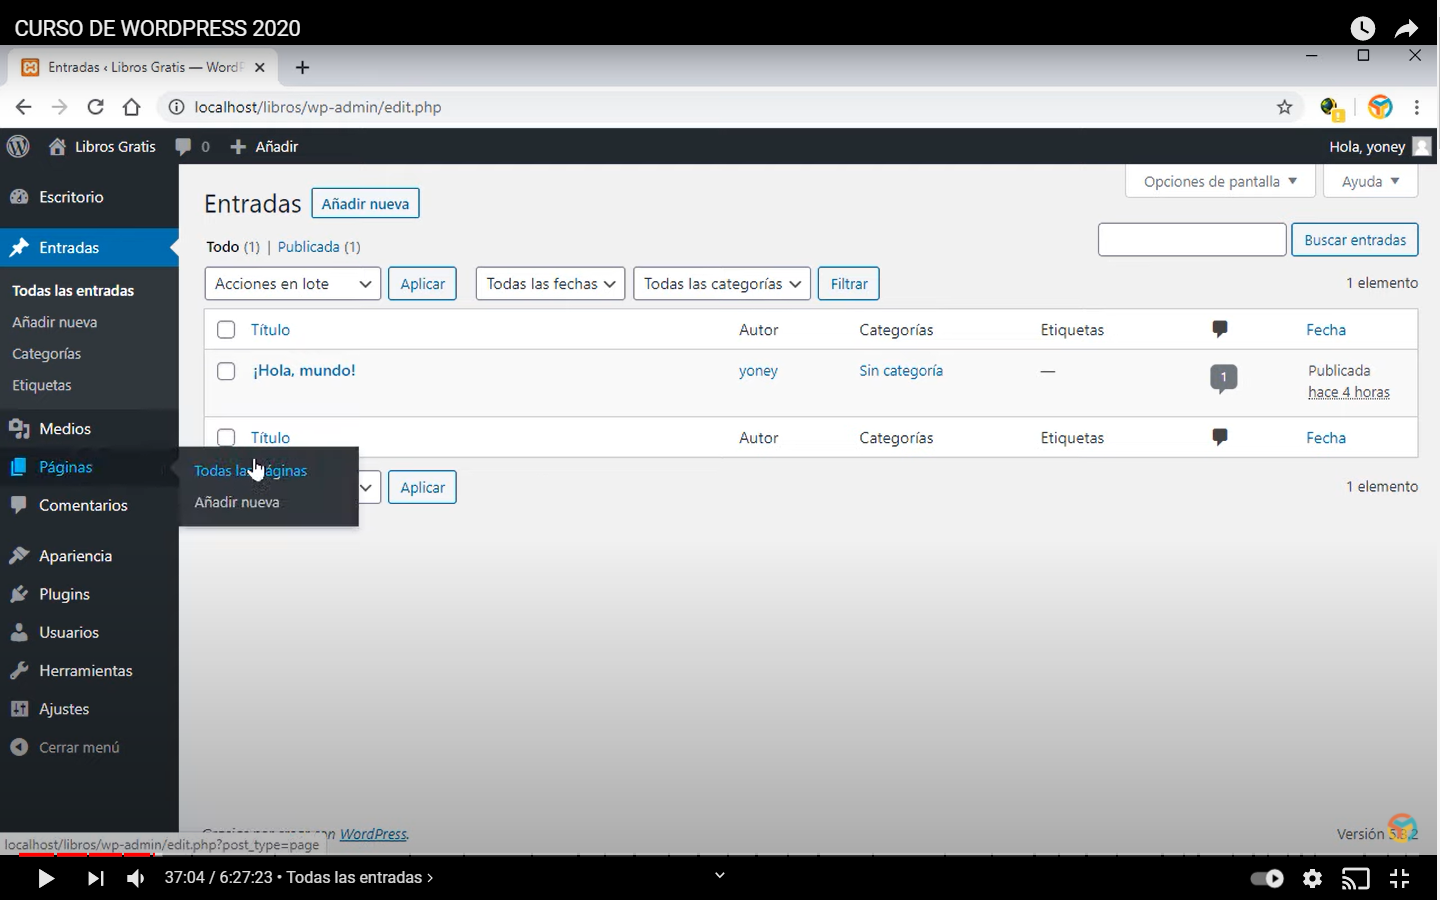 CURSO DE WORDPRESS 2020
Entradas ‹ Libros Gratis — WordP
localhost/libros/wp-admin/edit.php
Libros Gratis 0 Añadir Hola, yoney
Opciones de pantalla Ayuda
Escritorio
Entradas
Todas las entradas
Añadir nueva
Categorías
Etiquetas
Medios
Páginas
Comentarios
Apariencia
Plugins
Usuarios
Herramientas
Ajustes
Cerrar menú
Todas las páginas
Añadir nueva
Entradas Añadir nueva
Todo (1) | Publicada (1)
Buscar entradas
Acciones en lote Aplicar Todas las fechas Todas las categorías Filtrar 1 elemento
Título Autor Categorías Etiquetas Fecha
¡Hola, mundo! yoney Sin categoría — 1 Publicada
hace 4 horas
Título Autor Categorías Etiquetas Fecha
Aplicar 1 elemento
WordPress.
Versión
localhost/libros/wp-admin/edit.php?post_type=page
37:04 / 6:27:23 • Todas las entradas ›